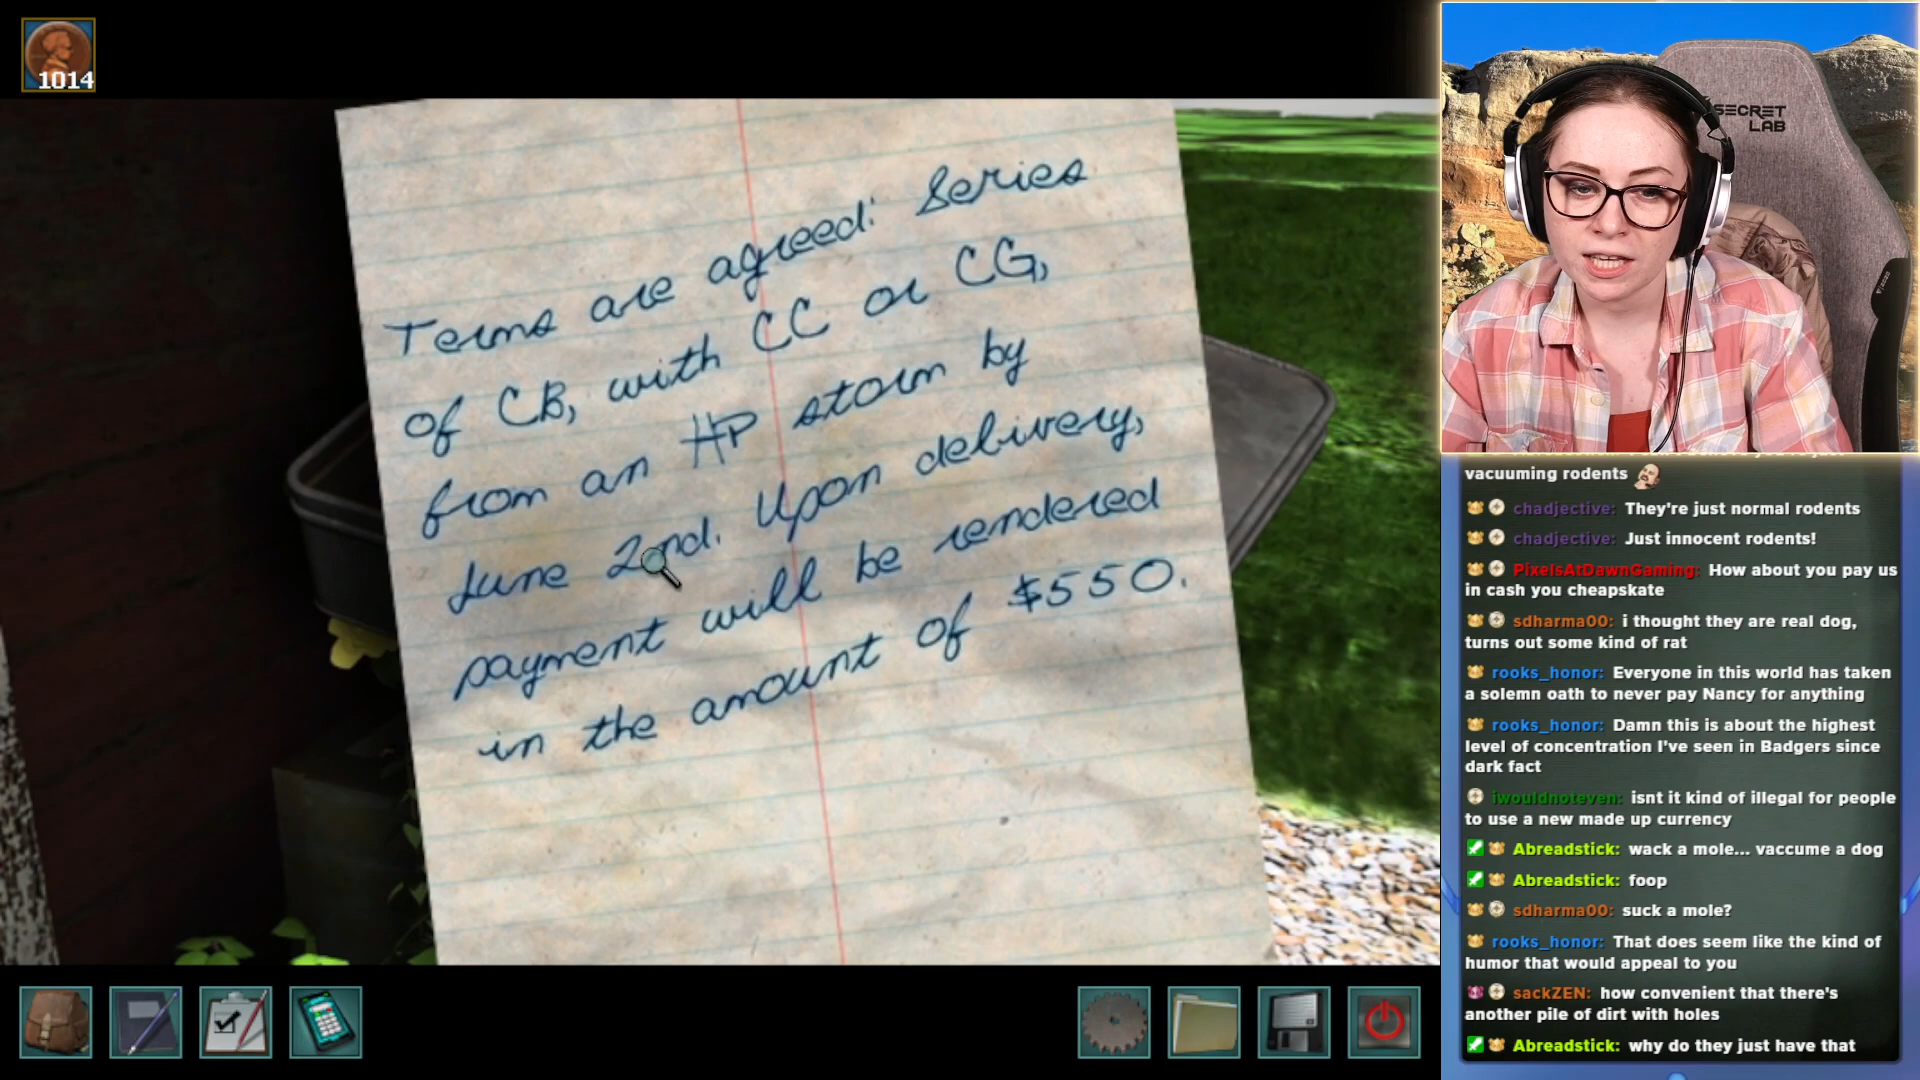 1014
Terms are agreed: Series
of CB, with CC or CG,
from an HP storm by
June 2nd. Upon delivery,
payment will be rendered
in the amount of $550.
SECRET
LAB
vacuuming rodents
chadjective: They're just normal rodents
chadjective: Just innocent rodents!
PixelsAtDawnGaming: How about you pay us
in cash you cheapskate
sdharma00: i thought they are real dog,
turns out some kind of rat
rooks_honor: Everyone in this world has taken
a solemn oath to never pay Nancy for anything
rooks_honor: Damn this is about the highest
level of concentration I've seen in Badgers since
dark fact
iwouldnoteven: isnt it kind of illegal for people
to use a new made up currency
Abreadstick: wack a mole... vaccume a dog
Abreadstick: foop
sdharma00: suck a mole?
rooks_honor: That does seem like the kind of
humor that would appeal to you
sackZEN: how convenient that there's
another pile of dirt with holes
Abreadstick: why do they just have that